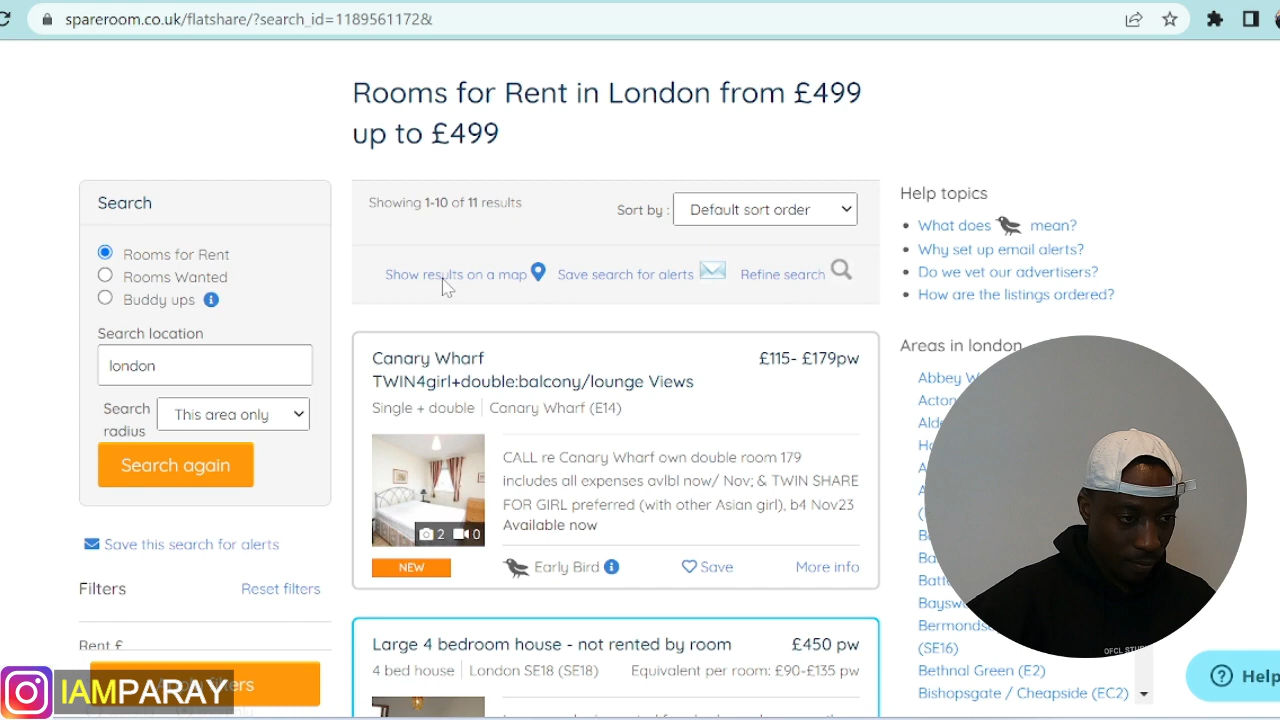 spareroom.co.uk/flatshare/?search_id=1189561172&
Rooms for Rent in London from £499
up to £499
Search
Rooms for Rent
Rooms Wanted
Buddy ups
Search location
london
Search
radius
This area only
Search again
Save this search for alerts
Filters
Reset filters
Rent £
IAMPARAY
Showing 1-10 of 11 results
Sort by :
Default sort order
Show results on a map
Save search for alerts
Refine search
Canary Wharf
£115- £179pw
TWIN4girl+double:balcony/lounge Views
Single + double
Canary Wharf (E14)
CALL re Canary Wharf own double room 179
includes all expenses avlbl now/ Nov; & TWIN SHARE
FOR GIRL preferred (with other Asian girl), b4 Nov23
Available now
2
0
NEW
Early Bird
Save
More info
Large 4 bedroom house - not rented by room
£450 pw
4 bed house
London SE18 (SE18)
Equivalent per room: £90-£135 pw
Help topics
What does mean?
Why set up email alerts?
Do we vet our advertisers?
How are the listings ordered?
Areas in london
Abbey
(SE16)
Bethnal Green (E2)
Bishopsgate / Cheapside (EC2)
Help